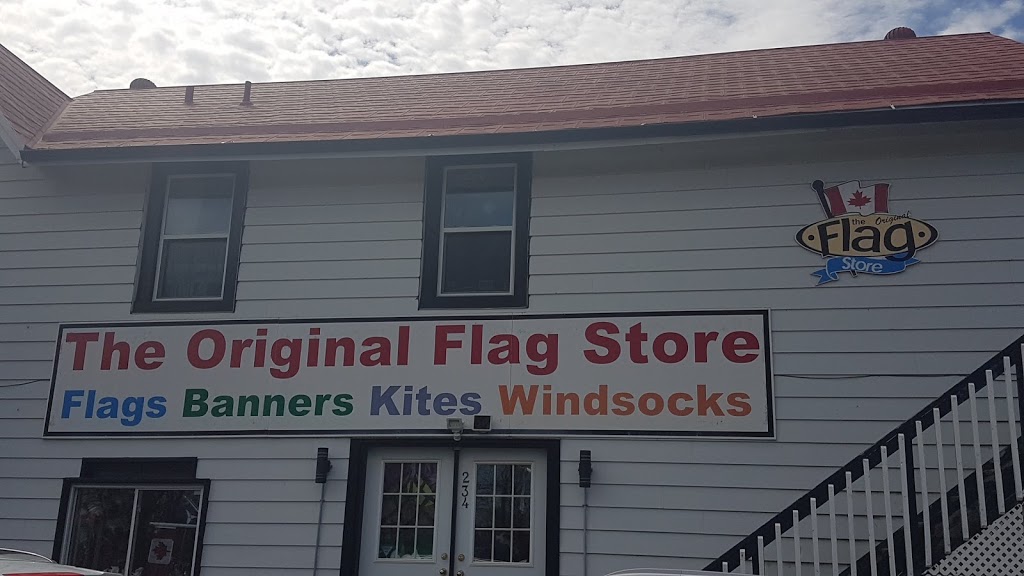 the Original
Flag
Store
The Original Flag Store
Flags Banners Kites Windsocks
234